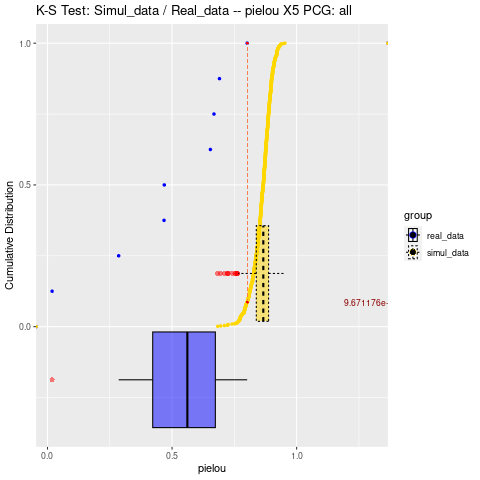 K-S Test: Simul_data / Real_data -- pielou X5 PCG: all
1.0
0.5
0.0
Cumulative Distribution
9.671176e-
0.0
0.5
1.0
pielou
group
real_data
simul_data